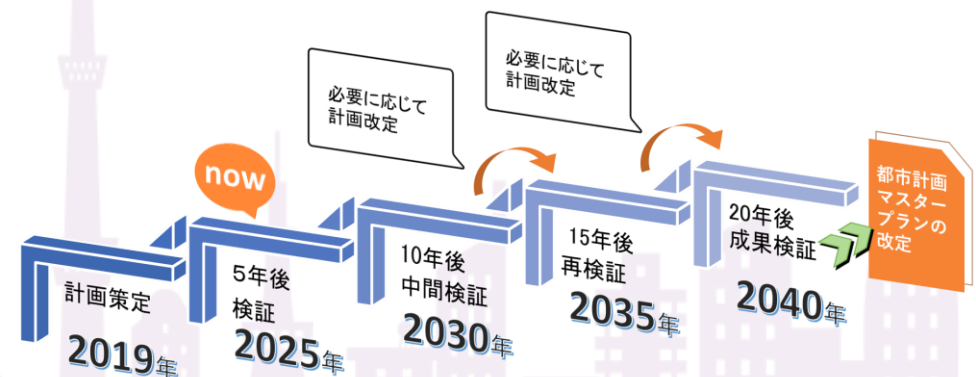 必要に応じて
計画改定
必要に応じて
計画改定
now
計画策定
2019年
5年後
検証
2025年
10年後
中間検証
2030年
15年後
再検証
2035年
20年後
成果検証
2040年
都市計画
マスター
プランの
改定